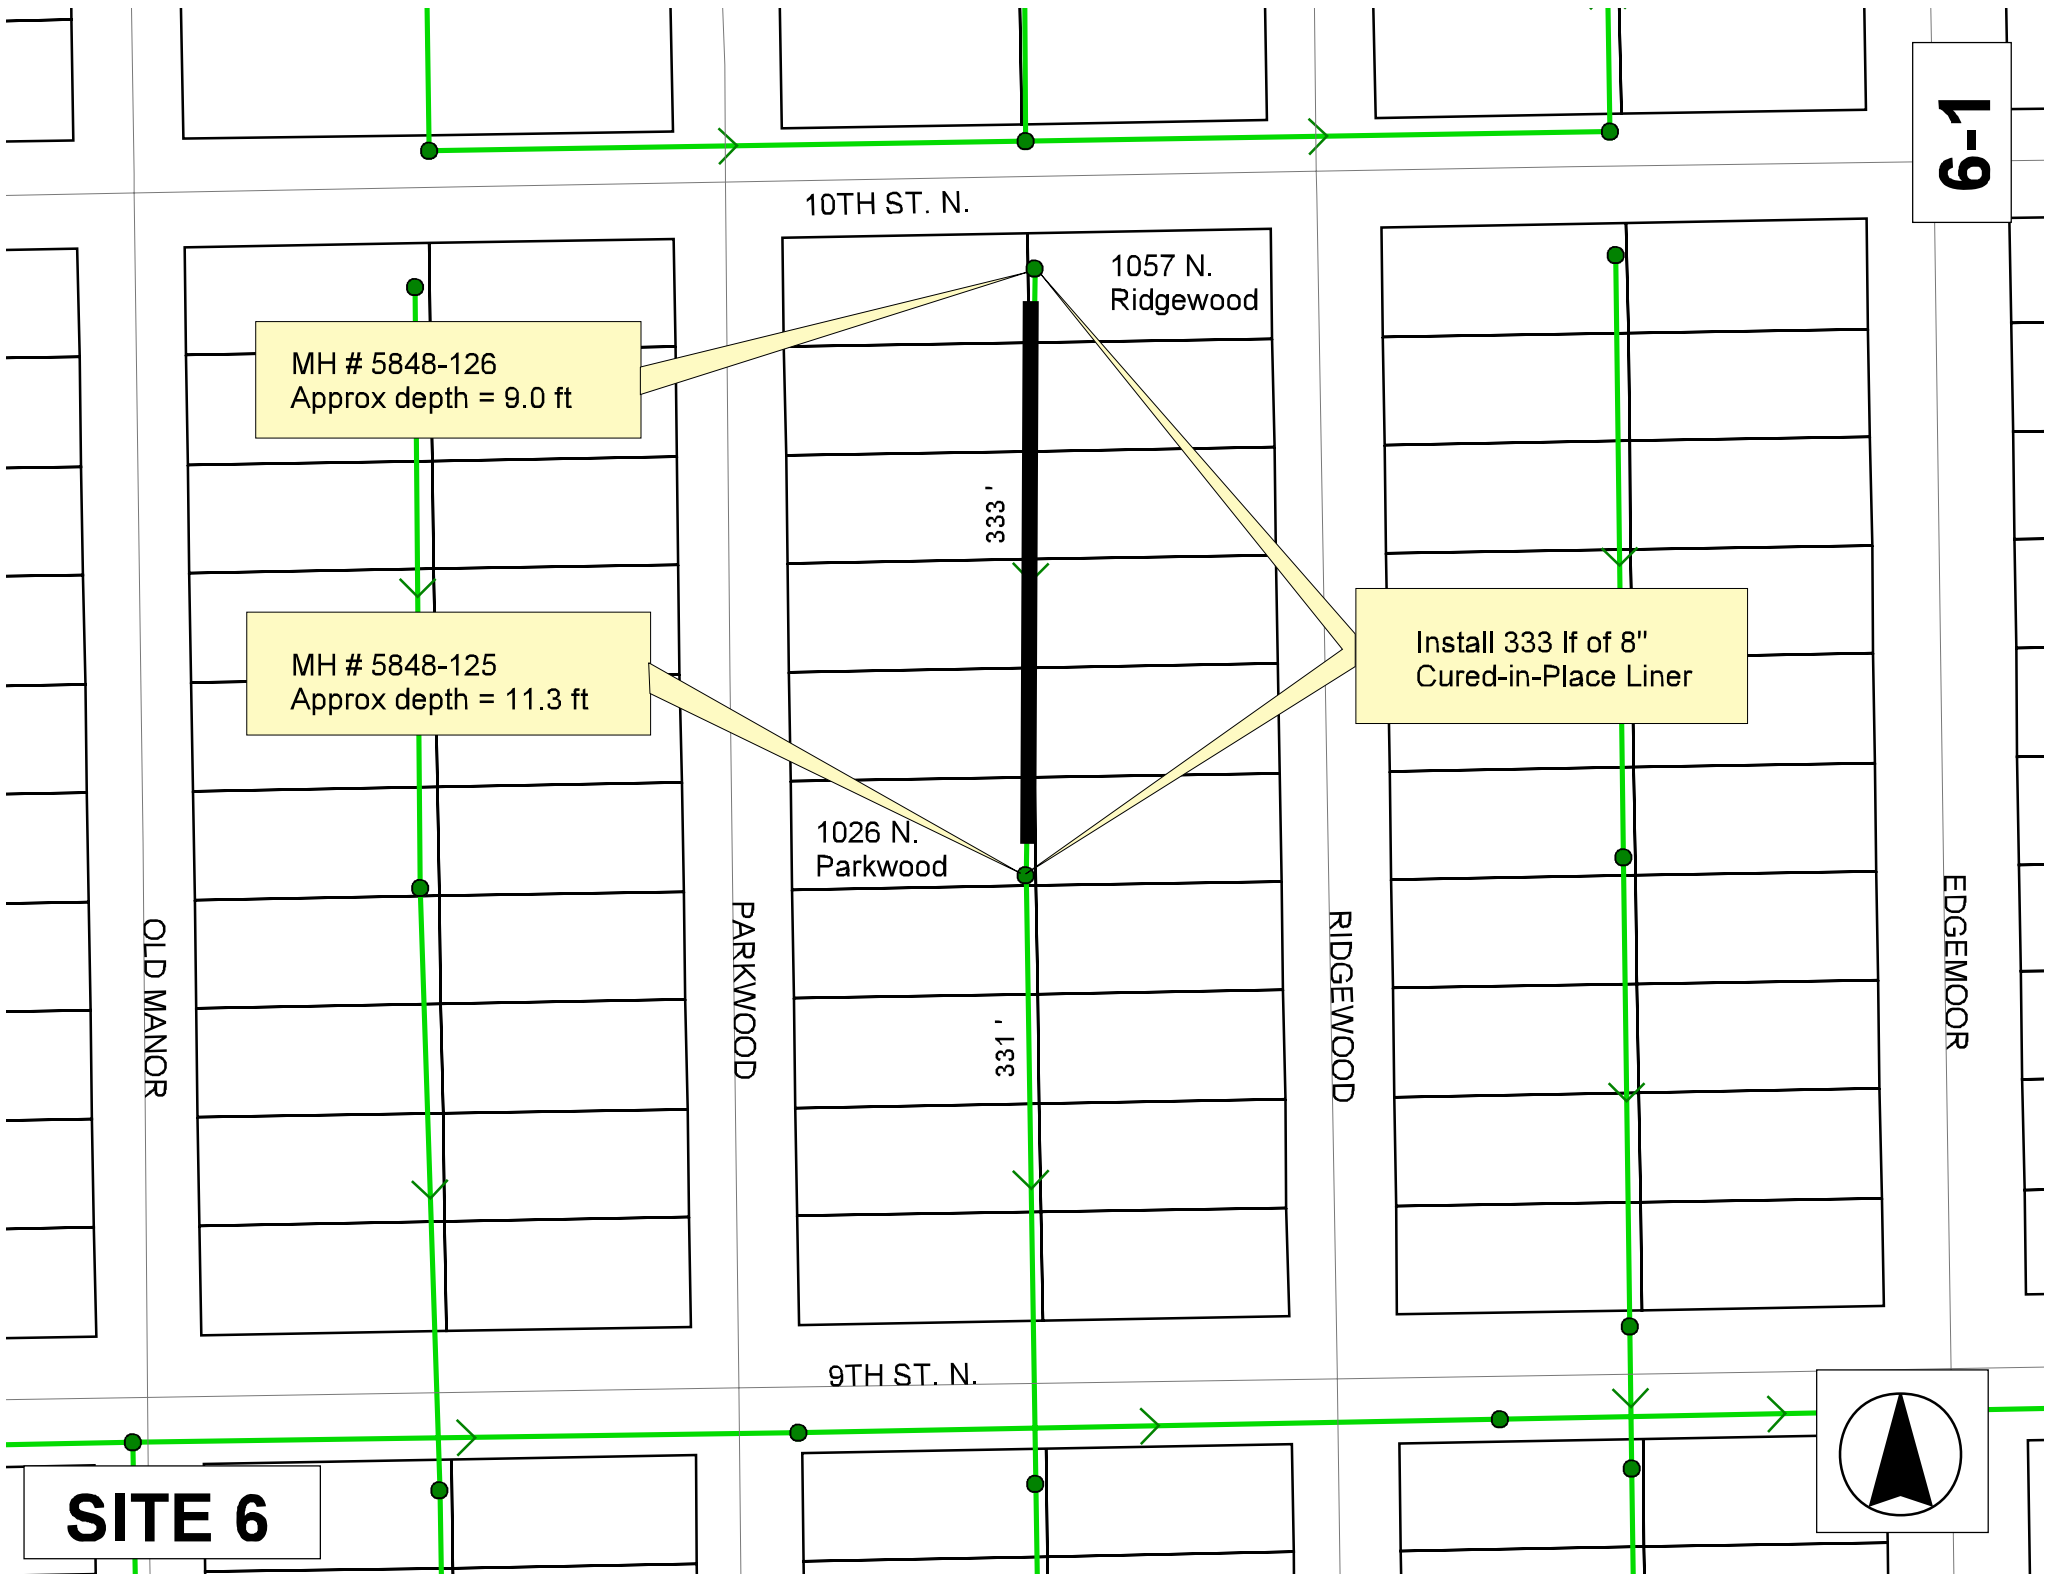 6-1
10TH ST. N.
1057 N.
Ridgewood
MH # 5848-126
Approx depth = 9.0 ft
333 '
MH # 5848-125
Approx depth = 11.3 ft
Install 333 lf of 8"
Cured-in-Place Liner
1026 N.
Parkwood
OLD MANOR
PARKWOOD
331 '
RIDGEWOOD
EDGEMOOR
9TH ST. N.
SITE 6